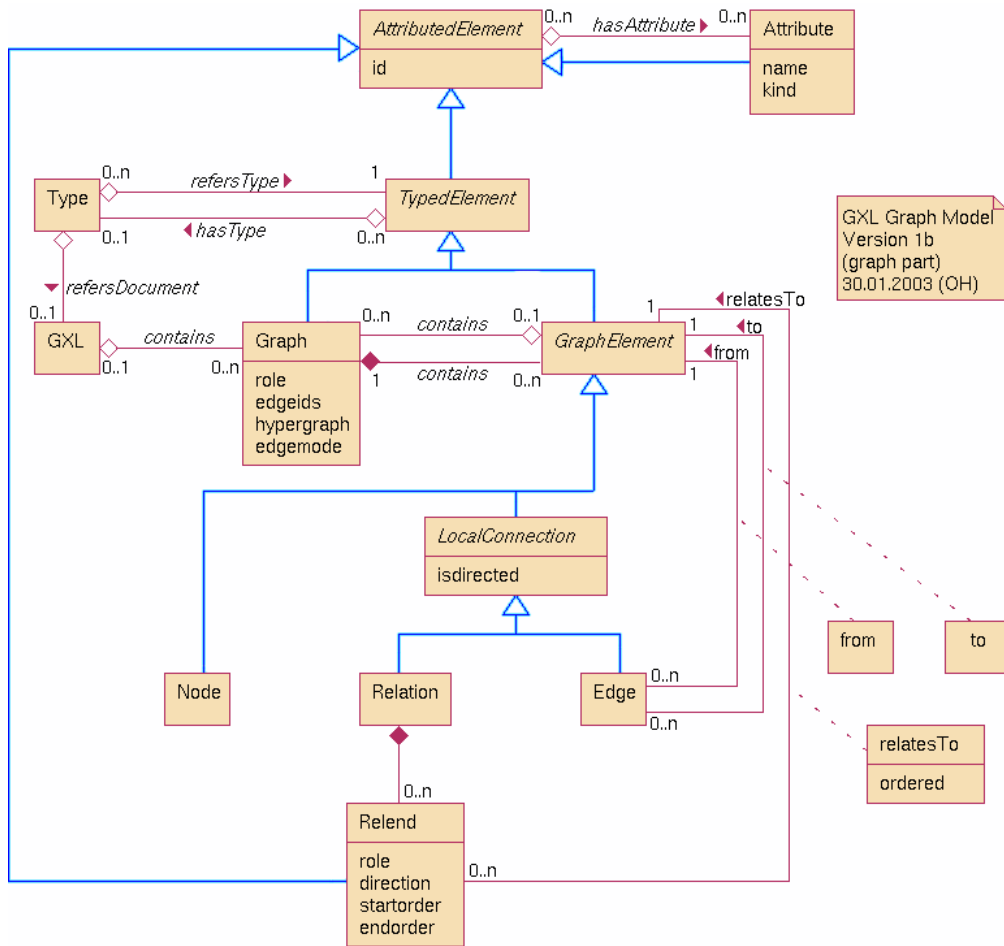 AttributedElement
id
0..n
hasAttribute
0..n
Attribute
name
kind
Type
0..n
refersType
1
TypedElement
0..1
hasType
0..n
GXL Graph Model
Version 1b
(graph part)
30.01.2003 (OH)
refersDocument
0..1
GXL
0..1
contains
0..n
Graph
role
edgeids
hypergraph
edgemode
0..n
contains
0..1
1
contains
0..n
GraphElement
1
relatesTo
1
to
from
1
LocalConnection
isdirected
from
to
Node
Relation
Edge
0..n
0..n
relatesTo
ordered
0..n
Relend
role
direction
startorder
endorder
0..n